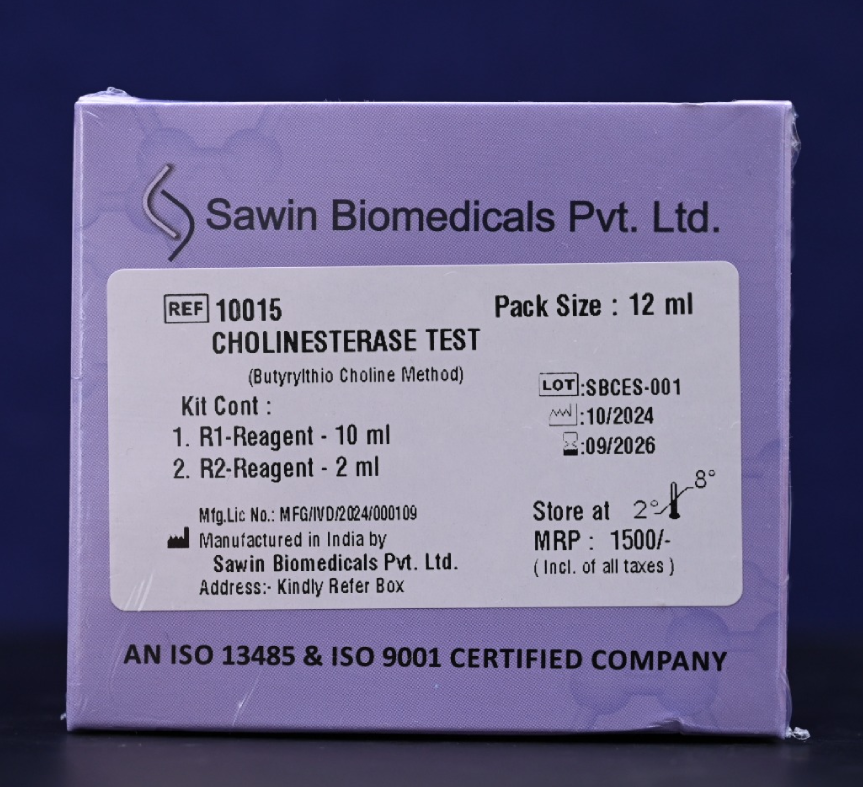 Sawin Biomedicals Pvt. Ltd.
REF 10015
Pack Size : 12 ml
CHOLINESTERASE TEST
(Butyrylthio Choline Method)
Kit Cont :
1. R1-Reagent - 10 ml
2. R2-Reagent - 2 ml
LOT :SBCES-001
:10/2024
:09/2026
Mfg.Lic No.: MFG/IVD/2024/000109
Manufactured in India by
Sawin Biomedicals Pvt. Ltd.
Address:- Kindly Refer Box
Store at 2° 8°
MRP : 1500/-
( Incl. of all taxes )
AN ISO 13485 & ISO 9001 CERTIFIED COMPANY